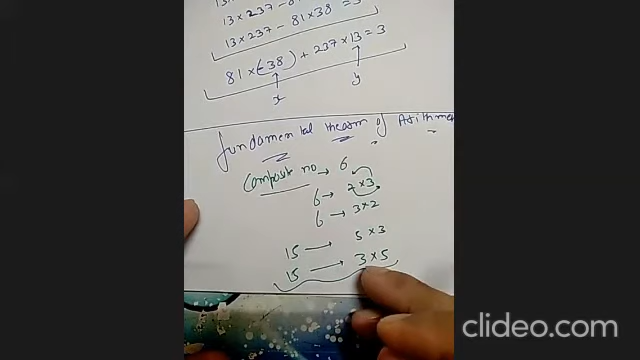 13×237 - 81×38 = 3
81×(-38) + 237×13 = 3
x y
fundamental theorm of Arithme
Composite no → 6
6 → 2×3
6 → 3×2
15 → 5×3
15 → 3×5
clideo.com